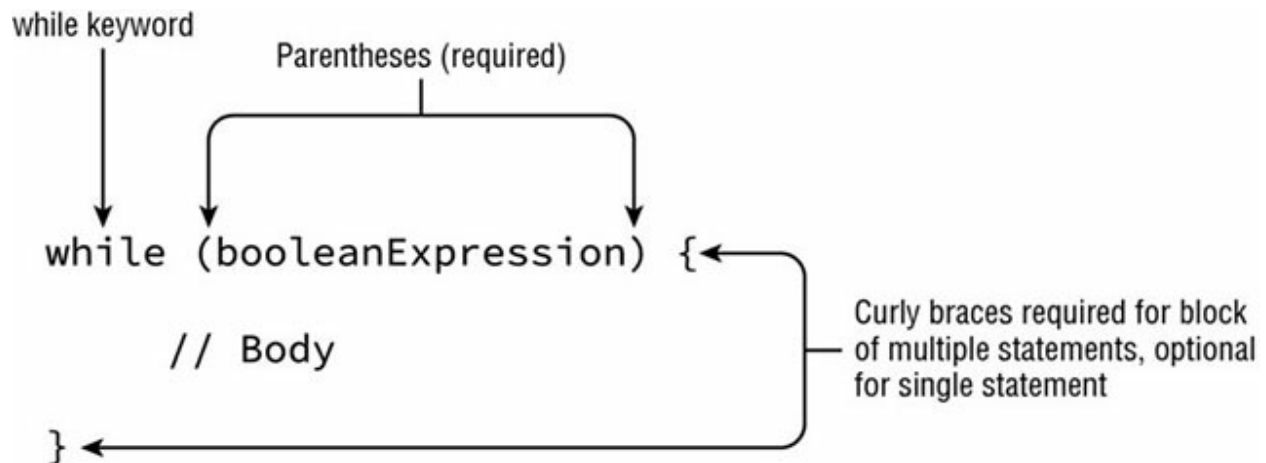 while keyword
Parentheses (required)
while (booleanExpression) {
// Body
Curly braces required for block
of multiple statements, optional
for single statement
}